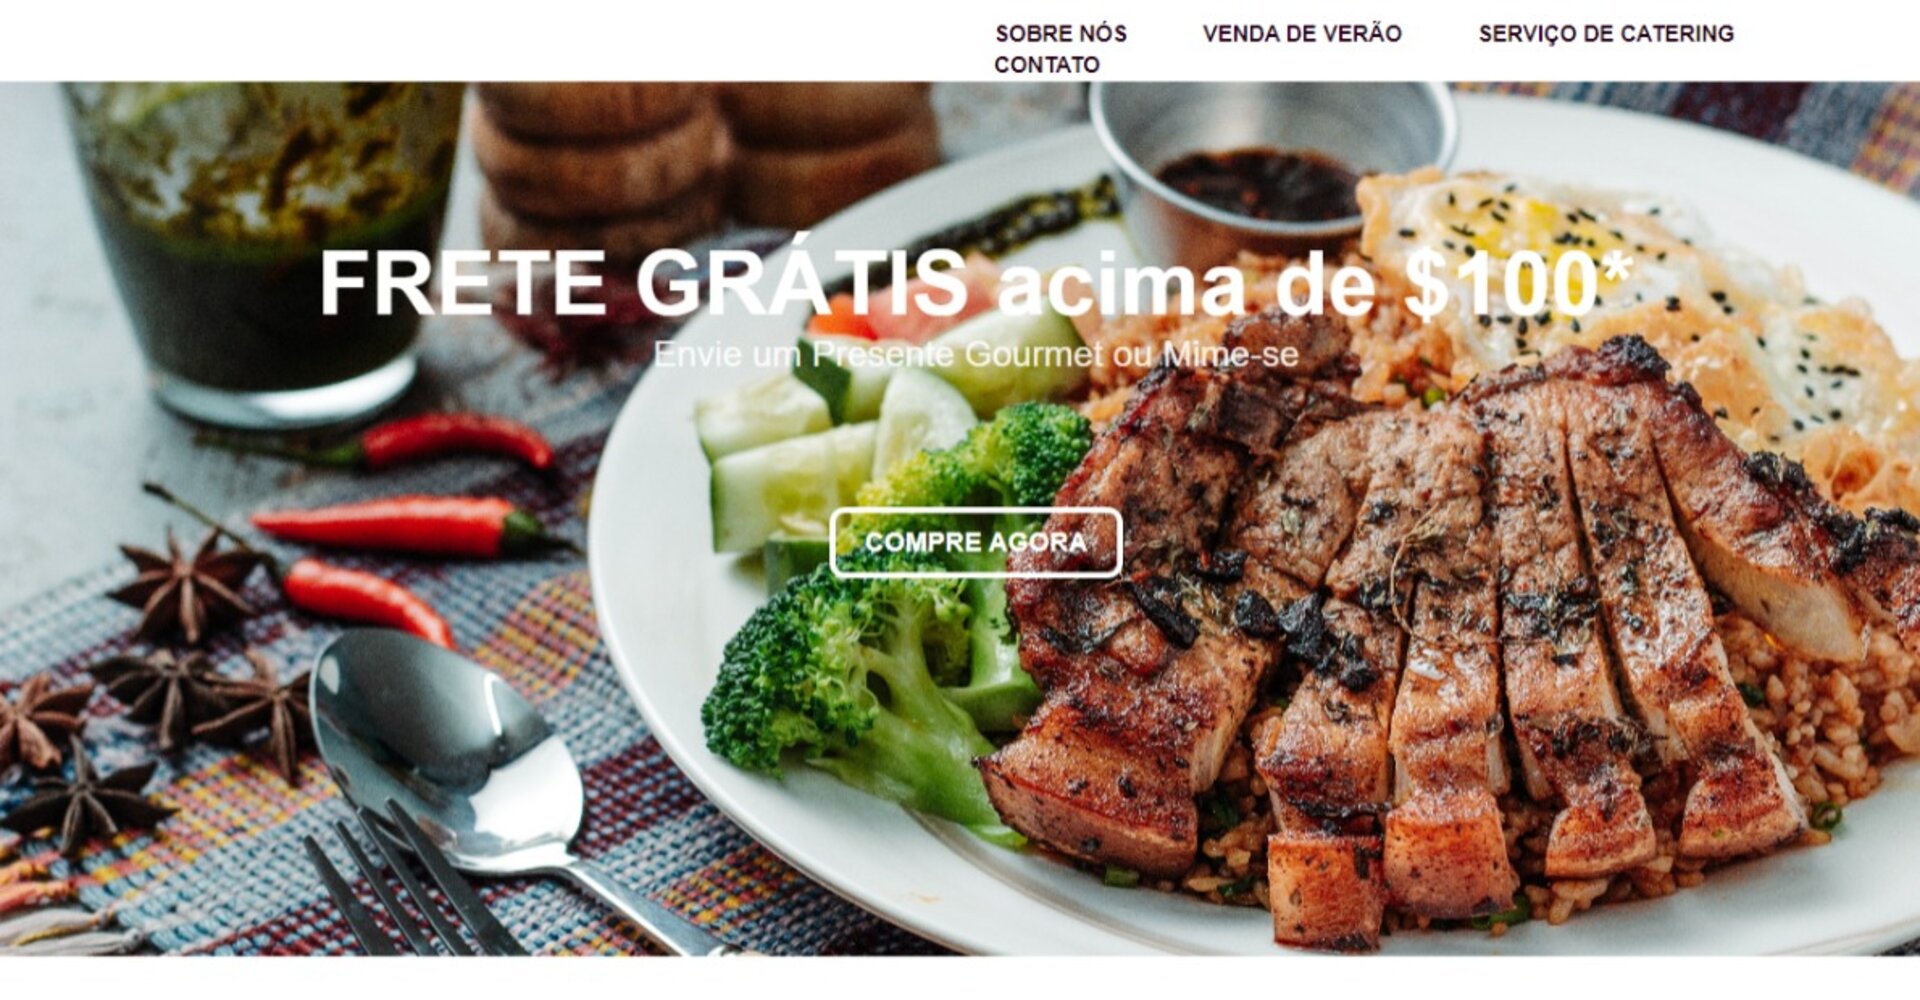 SOBRE NÓS VENDA DE VERÃO SERVIÇO DE CATERING
CONTATO
FRETE GRÁTIS acima de $100*
Envie um Presente Gourmet ou Mime-se
COMPRE AGORA